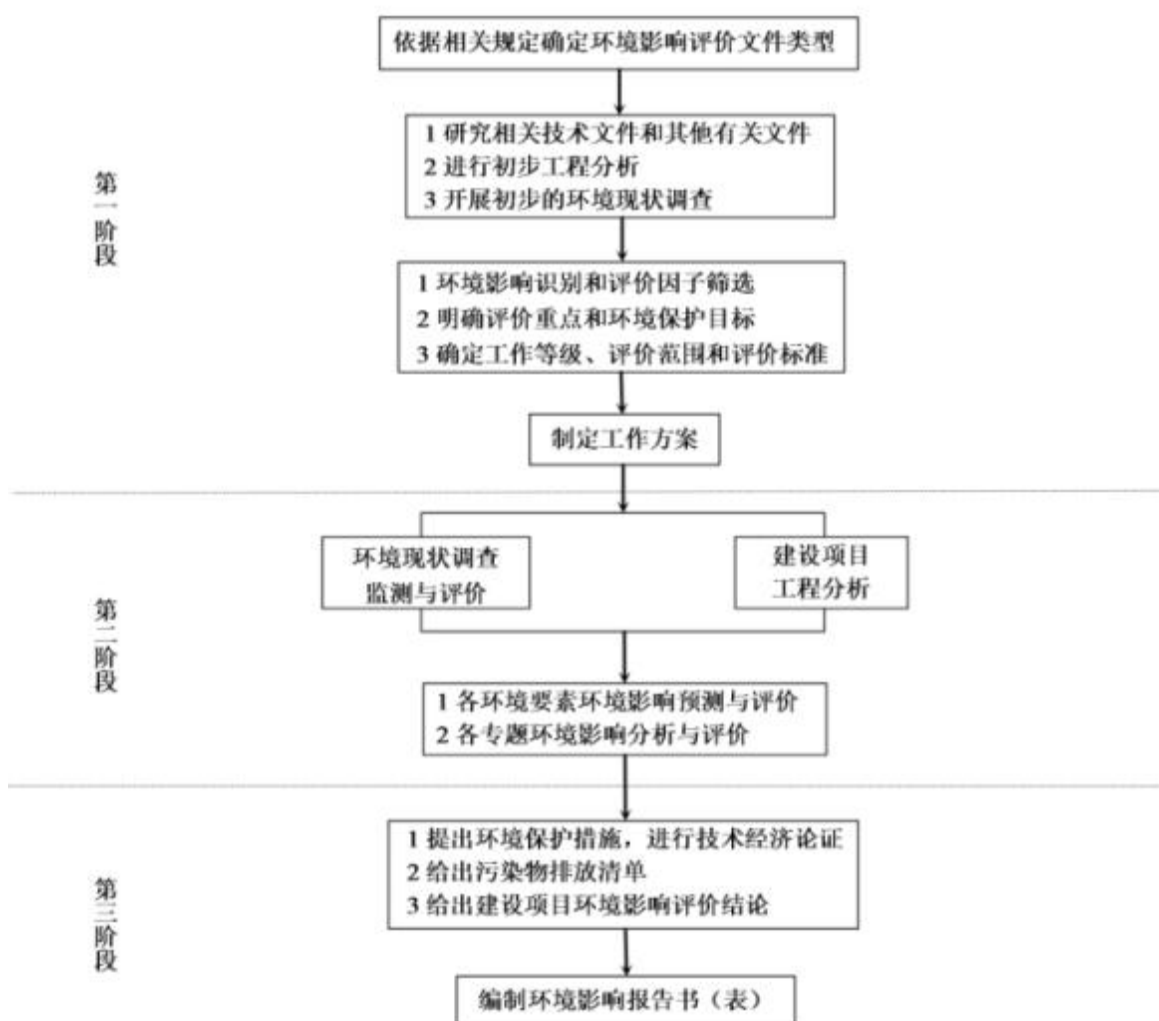 依据相关规定确定环境影响评价文件类型
1 研究相关技术文件和其他有关文件
2 进行初步工程分析
3 开展初步的环境现状调查
第一阶段
1 环境影响识别和评价因子筛选
2 明确评价重点和环境保护目标
3 确定工作等级、评价范围和评价标准
制定工作方案
环境现状调查
监测与评价
建设项目
工程分析
第二阶段
1 各环境要素环境影响预测与评价
2 各专题环境影响分析与评价
1 提出环境保护措施，进行技术经济论证
2 给出污染物排放清单
3 给出建设项目环境影响评价结论
第三阶段
编制环境影响报告书（表）